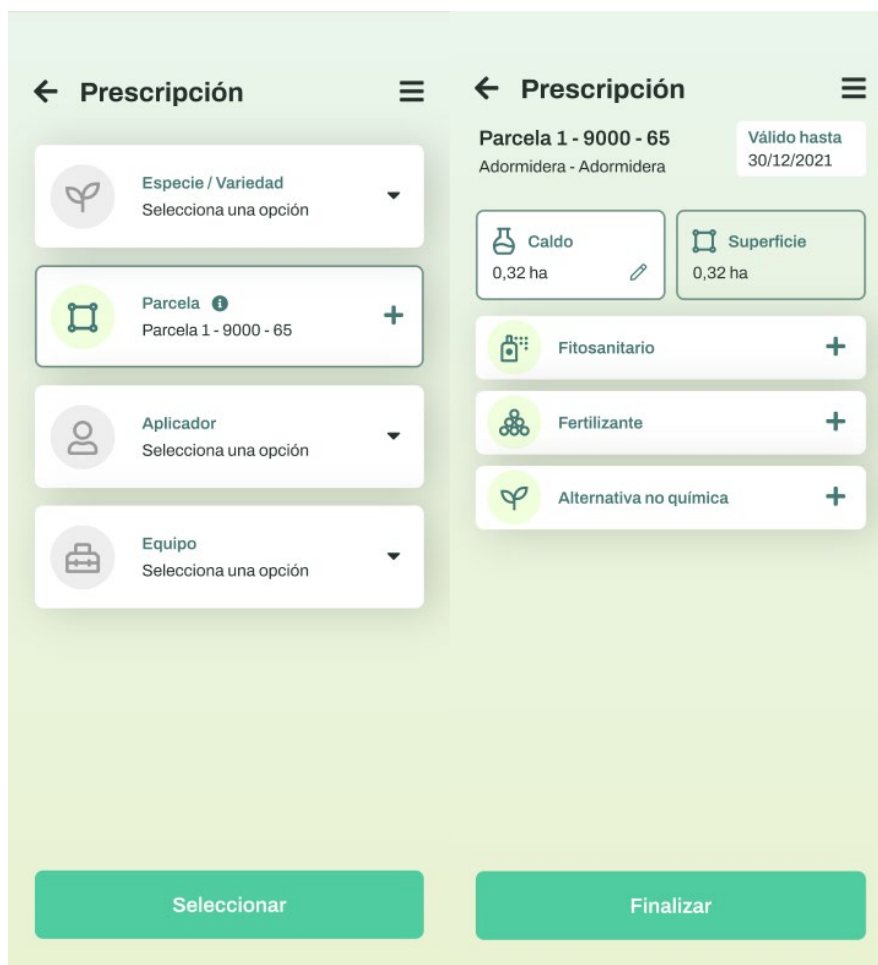 Prescripción
Especie / Variedad
Selecciona una opción
Parcela
Parcela 1 - 9000 - 65
Aplicador
Selecciona una opción
Equipo
Selecciona una opción
Seleccionar
Prescripción
Parcela 1 - 9000 - 65
Adormidera - Adormidera
Válido hasta
30/12/2021
Caldo
0,32 ha
Superficie
0,32 ha
Fitosanitario
Fertilizante
Alternativa no química
Finalizar